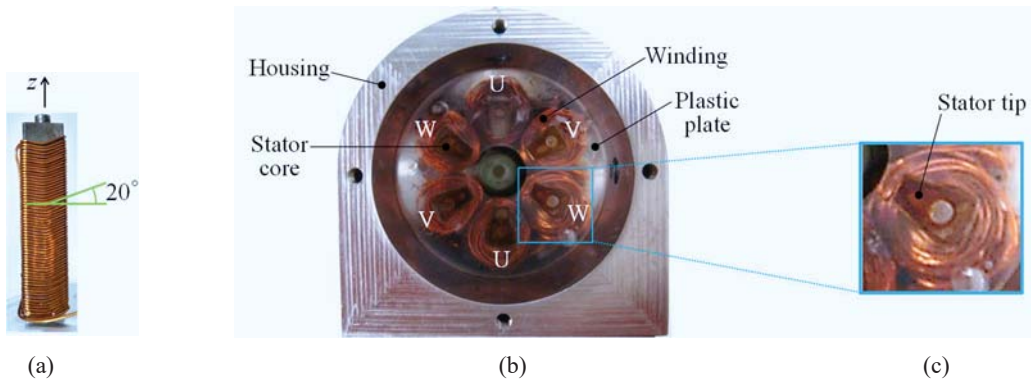 z
20°
(a)
Housing
Winding
U
Plastic
plate
W
V
Stator
core
V
W
U
(b)
Stator tip
(c)